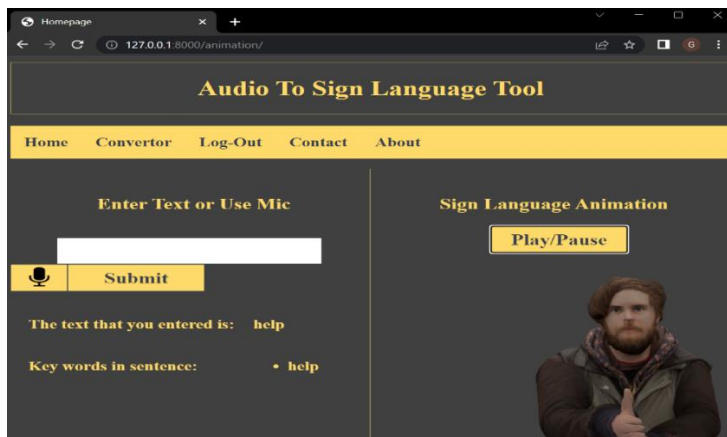 Homepage
127.0.0.1:8000/animation/
G
Audio To Sign Language Tool
Home Convertor Log-Out Contact About
Enter Text or Use Mic
Submit
The text that you entered is: help
Key words in sentence:
• help
Sign Language Animation
Play/Pause